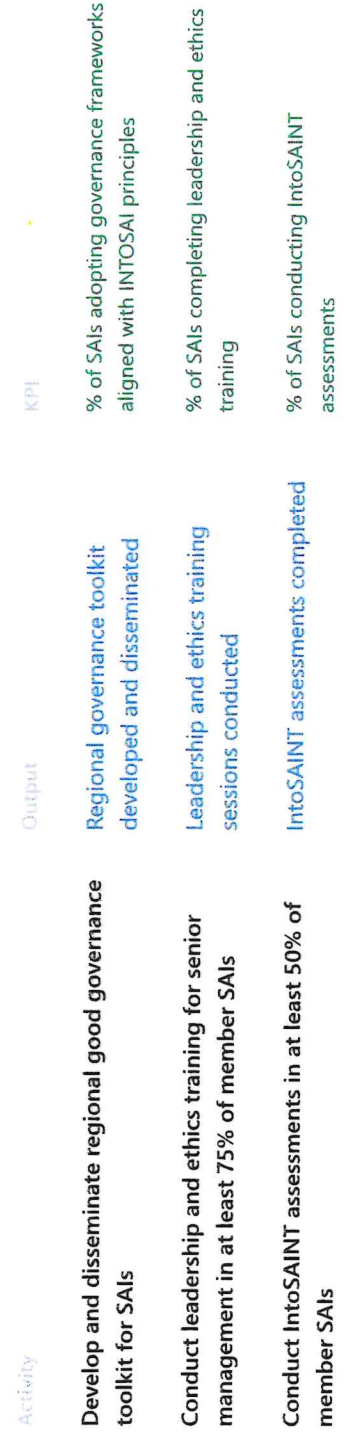 Activity
Output
KPI
Develop and disseminate regional good governance
toolkit for SAIs
Regional governance toolkit
developed and disseminated
% of SAIs adopting governance frameworks
aligned with INTOSAI principles
Conduct leadership and ethics training for senior
management in at least 75% of member SAIs
Leadership and ethics training
sessions conducted
% of SAIs completing leadership and ethics
training
Conduct IntoSAINT assessments in at least 50% of
member SAIs
IntoSAINT assessments completed
% of SAIs conducting IntoSAINT
assessments